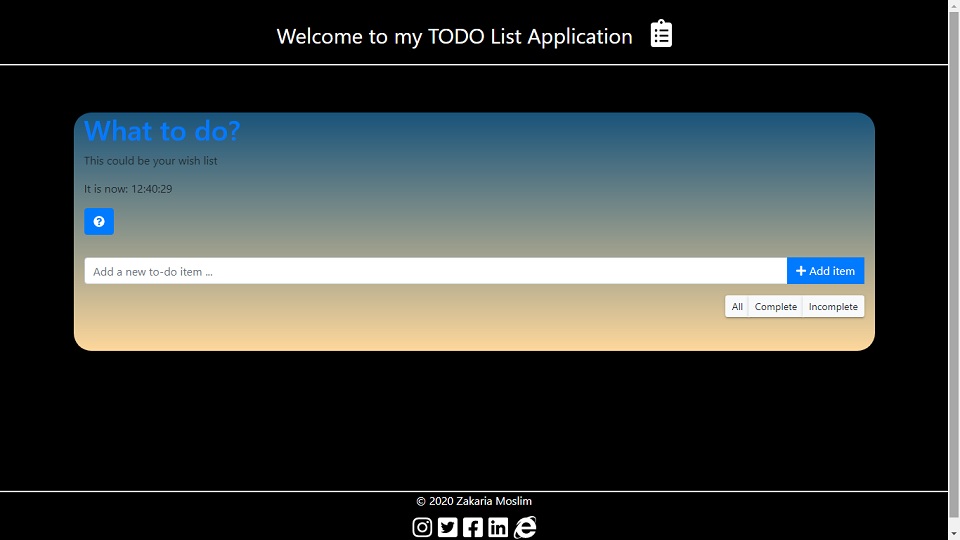 Welcome to my TODO List Application
What to do?
This could be your wish list
It is now: 12:40:29
Add a new to-do item ...
Add item
All Complete Incomplete
© 2020 Zakaria Moslim